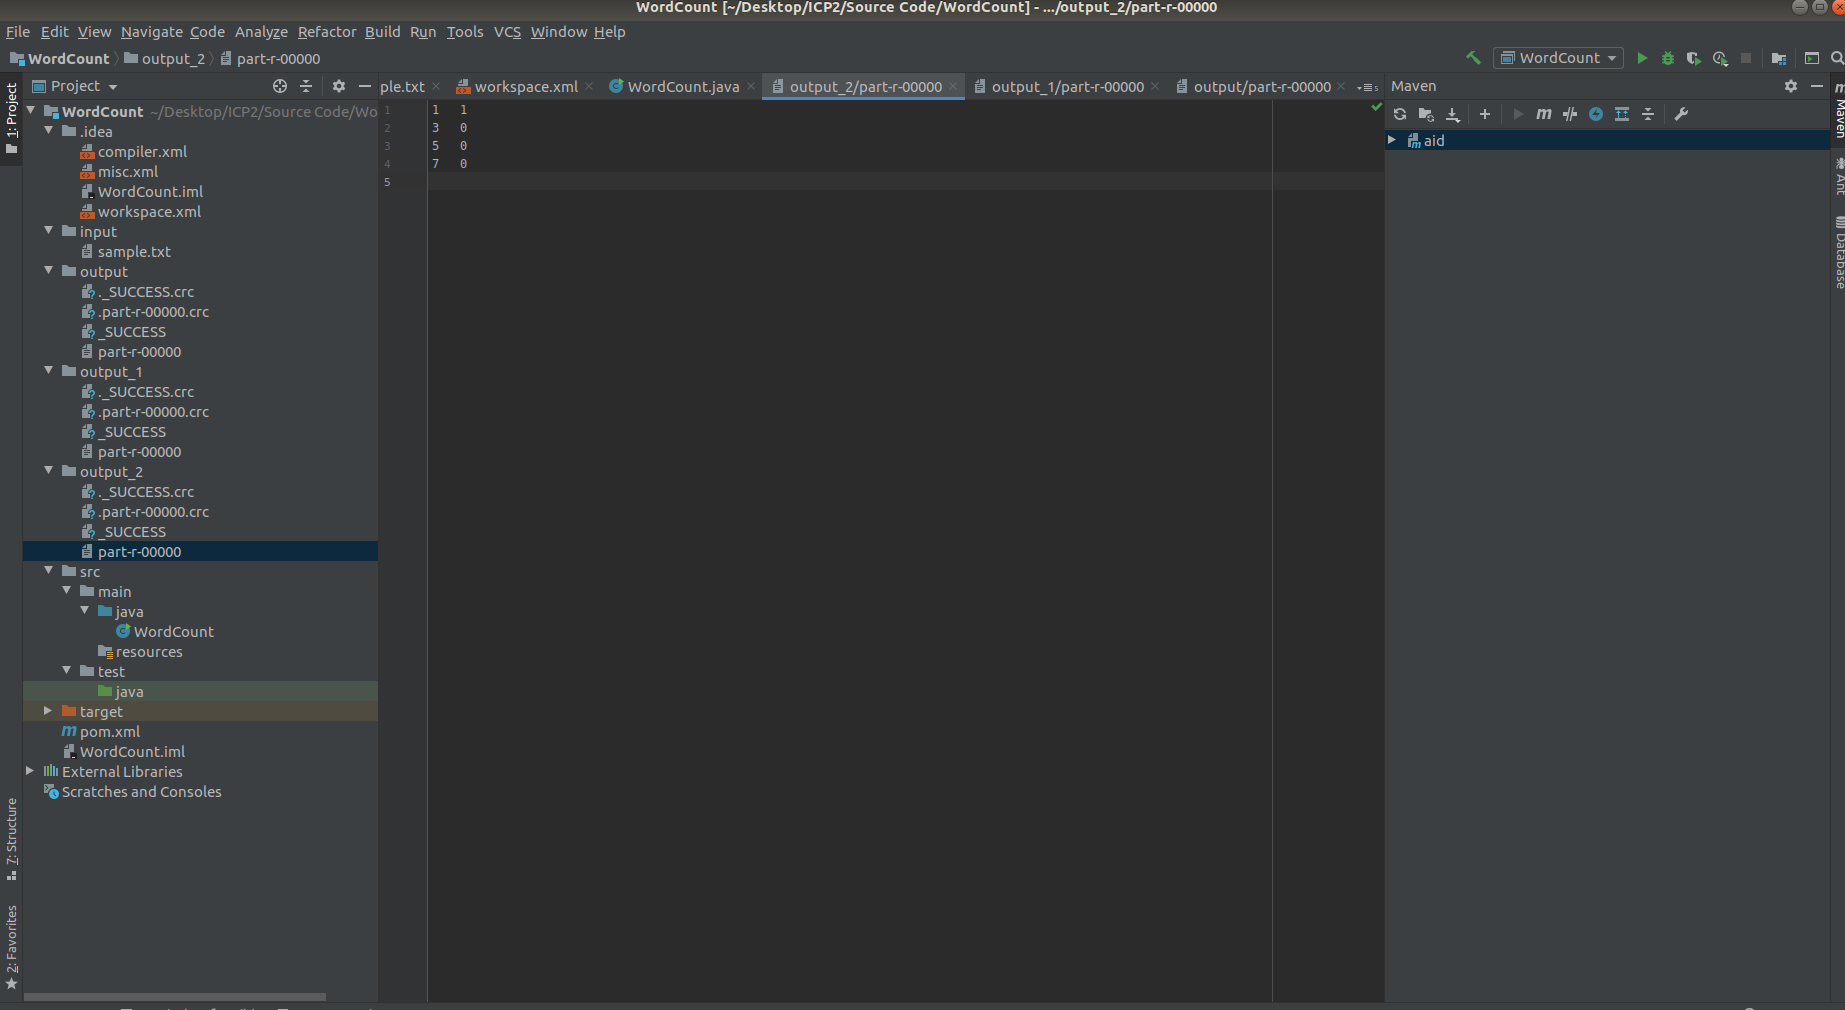 WordCount [~/Desktop/ICP2/Source Code/WordCount] - .../output_2/part-r-00000
File Edit View Navigate Code Analyze Refactor Build Run Tools VCS Window Help
WordCount output_2 part-r-00000
WordCount
Project
ple.txt workspace.xml WordCount.java output_2/part-r-00000 output_1/part-r-00000 output/part-r-00000
Maven
1: Project
WordCount ~/Desktop/ICP2/Source Code/Wo
.idea
compiler.xml
misc.xml
WordCount.iml
workspace.xml
input
sample.txt
output
._SUCCESS.crc
.part-r-00000.crc
_SUCCESS
part-r-00000
output_1
._SUCCESS.crc
.part-r-00000.crc
_SUCCESS
part-r-00000
output_2
._SUCCESS.crc
.part-r-00000.crc
_SUCCESS
part-r-00000
src
main
java
WordCount
resources
test
java
target
pom.xml
WordCount.iml
External Libraries
Scratches and Consoles
7: Structure
2: Favorites
1 1 1
2 3 0
3 5 0
4 7 0
5
aid
Maven
Ant
Database